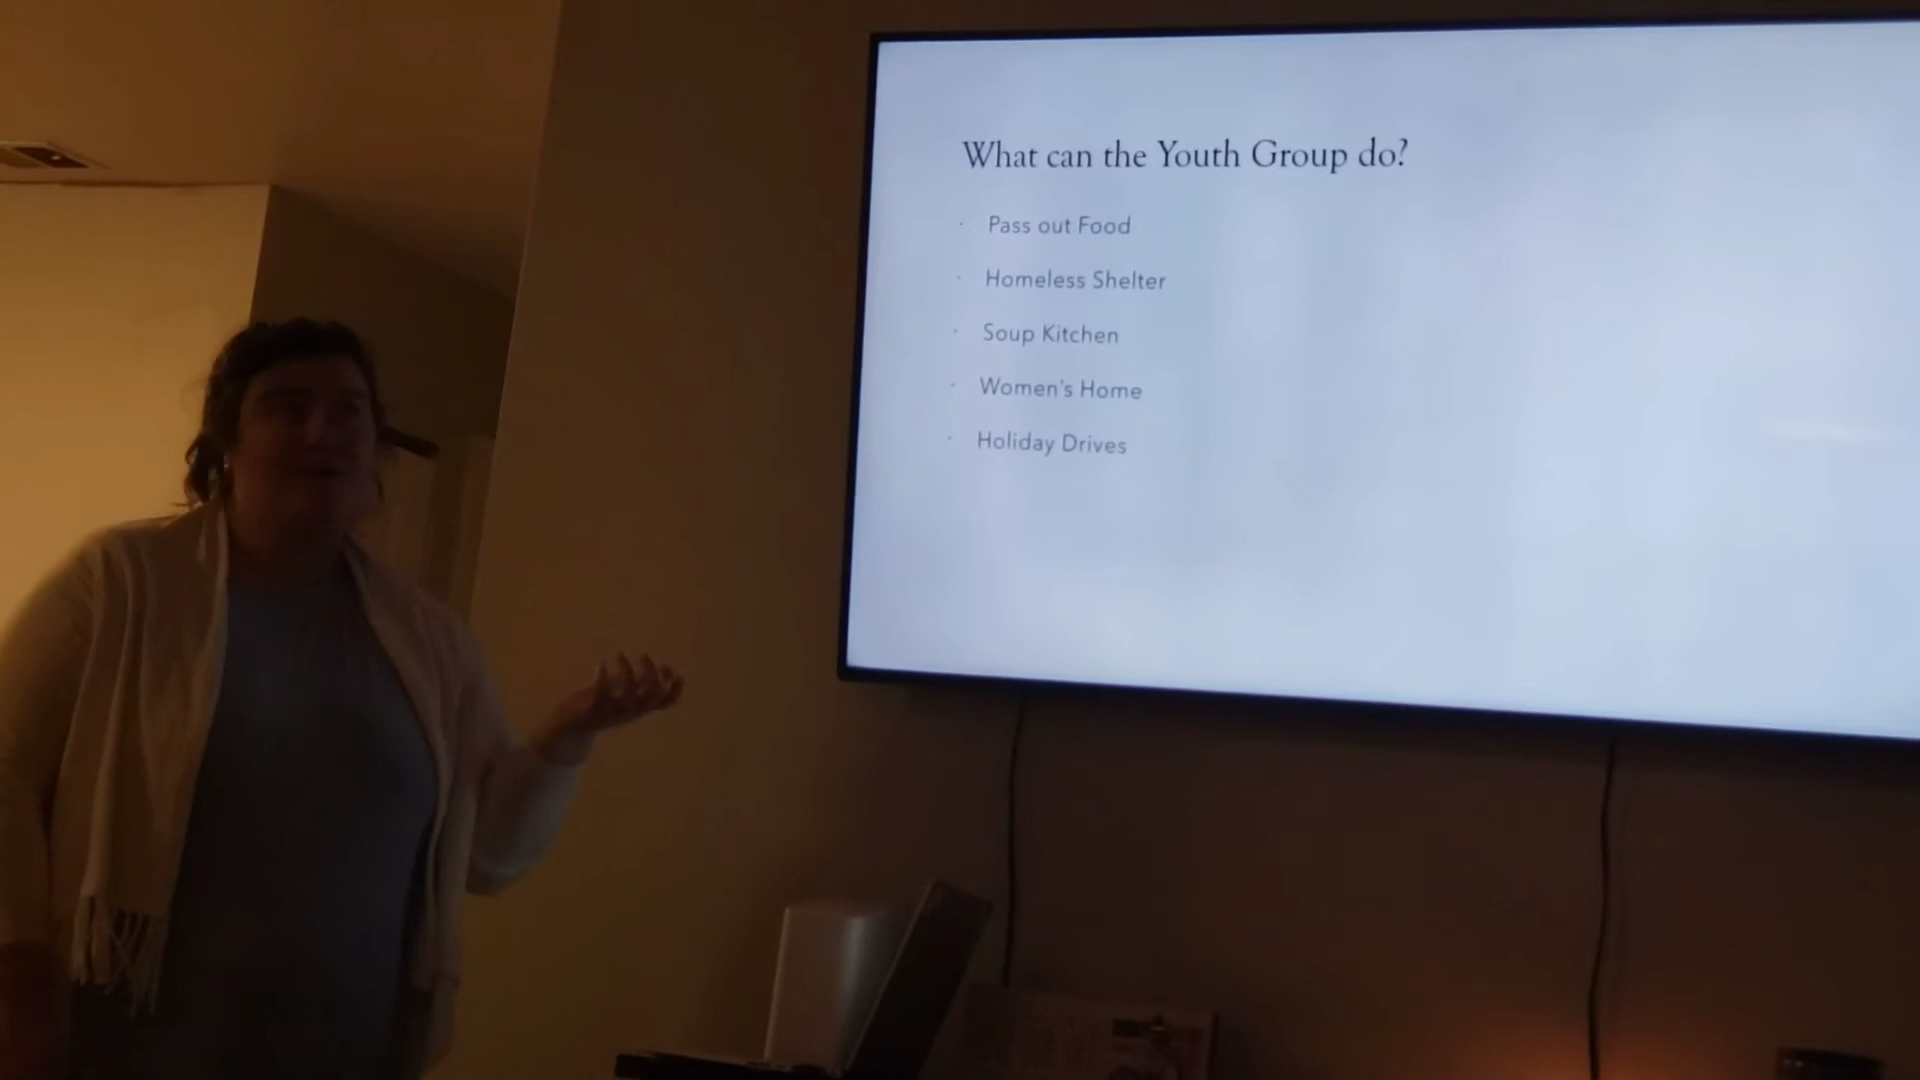 What can the Youth Group do?
· Pass out Food
· Homeless Shelter
· Soup Kitchen
· Women's Home
· Holiday Drives